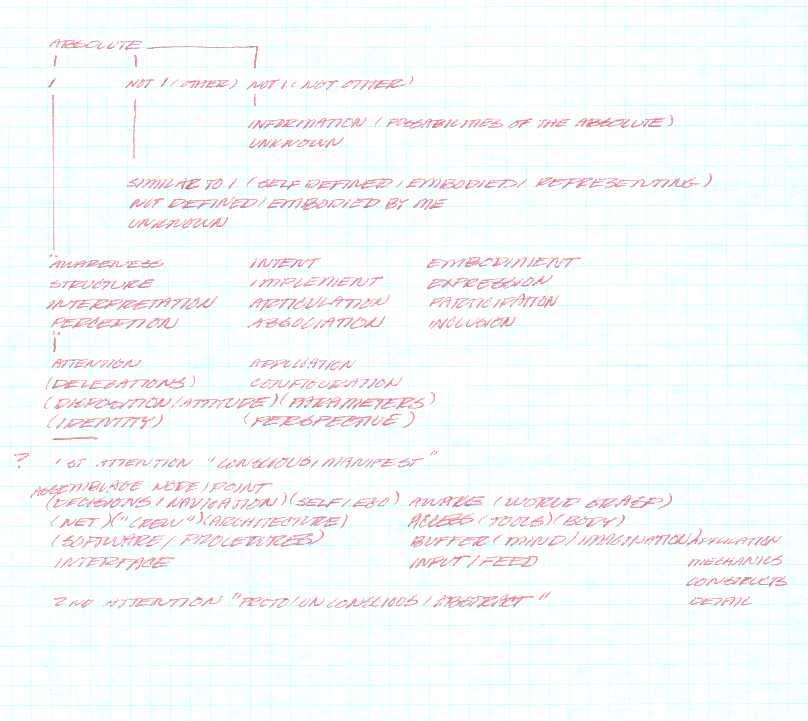 ABSOLUTE
I NOT I (OTHER) NOT I (NOT OTHER)
INFORMATION (POSSABILITIES OF THE ABSOLUTE)
UNKNOWN
SIMILAR TO I (SELF DEFINED / EMBODIED / REPRESENTING)
NOT DEFINED / EMBODIED BY ME
UNKNOWN
AWARENESS INTENT EMBODIMENT
STRUCTURE IMPLEMENT EXPRESSION
INTERPRETATION ARTICULATION PARTICIPATION
PERCEPTION ASSOCIATION INCLUSION
ATTENTION APPLICATION
(DELEGATIONS) CONFIGURATION
(DISPOSITION / ATTITUDE) (PARAMETERS)
(IDENTITY) (PERSPECTIVE)
? 1ST ATTENTION "CONSCIOUS / MANIFEST"
ASSEMBLAGE NODE / POINT
(DECISIONS / NAVIGATION) (SELF / EGO) AWARE (WORLD GRASP)
(NET) ("CREW") (ARCHITECTURE) ACCESS (TOOLS) (BODY)
(SOFTWARE / PROCEDURES) BUFFER (MIND / IMAGINATION) APPLICATION
INTERFACE INPUT / FEED MECHANICS
CONSTRUCTS
2ND ATTENTION "PROTO / UNCONSCIOUS / ABSTRACT" DETAIL